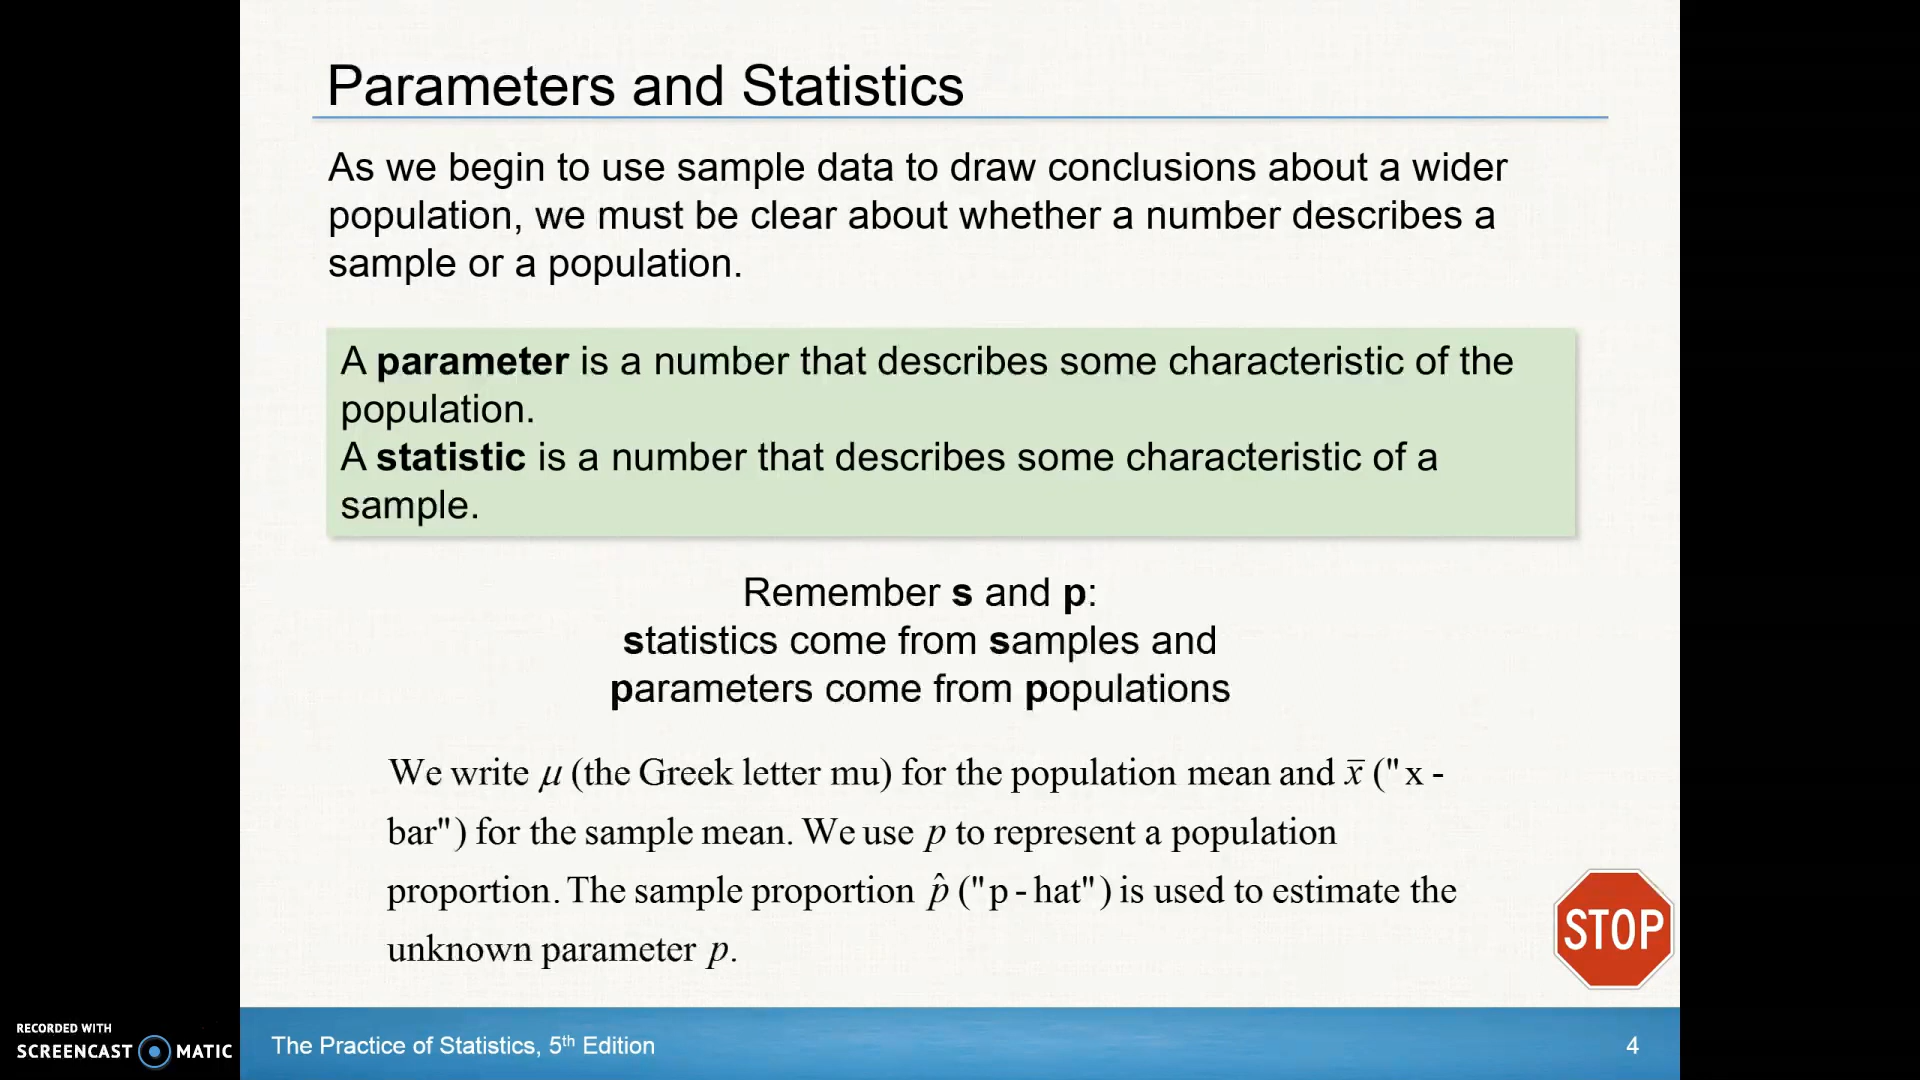 Parameters and Statistics
As we begin to use sample data to draw conclusions about a wider
population, we must be clear about whether a number describes a
sample or a population.
A parameter is a number that describes some characteristic of the
population.
A statistic is a number that describes some characteristic of a
sample.
Remember s and p:
statistics come from samples and
parameters come from populations
We write μ (the Greek letter mu) for the population mean and x̄ ("x -
bar") for the sample mean. We use p to represent a population
proportion. The sample proportion p̂ ("p - hat") is used to estimate the
unknown parameter p.
STOP
RECORDED WITH
SCREENCAST MATIC
The Practice of Statistics, 5th Edition
4